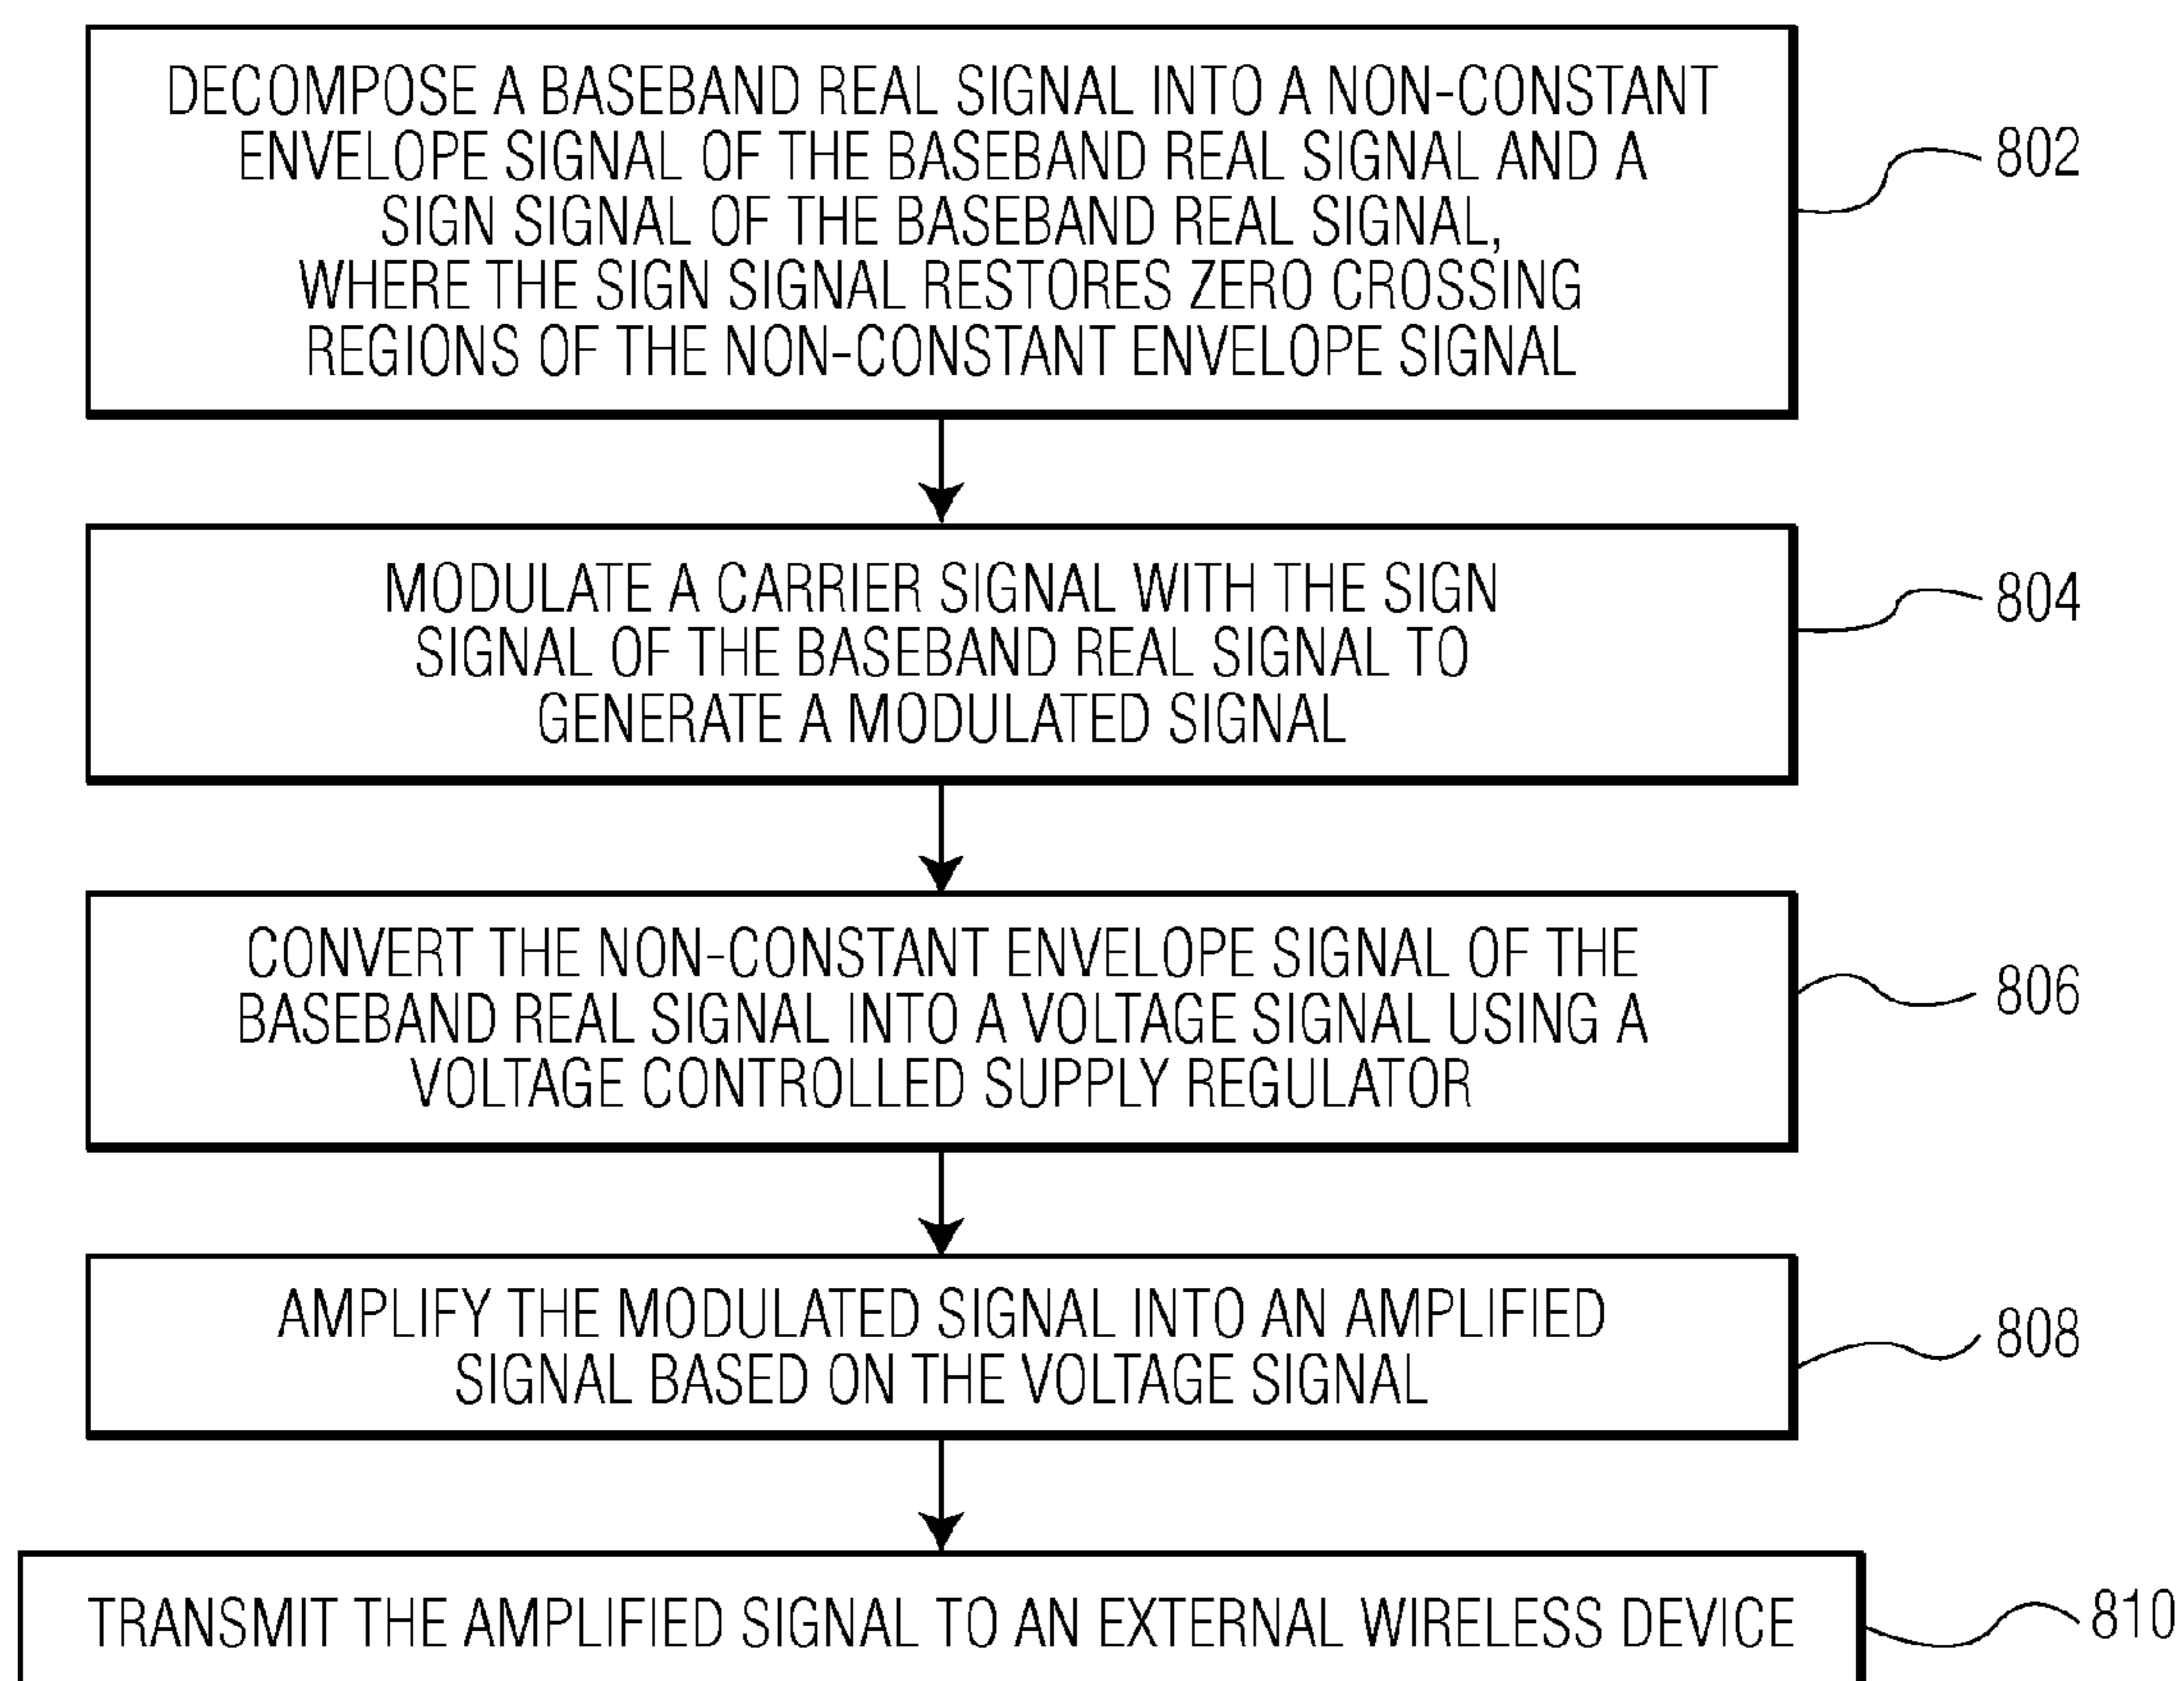 DECOMPOSE A BASEBAND REAL SIGNAL INTO A NON-CONSTANT
ENVELOPE SIGNAL OF THE BASEBAND REAL SIGNAL AND A
SIGN SIGNAL OF THE BASEBAND REAL SIGNAL,
WHERE THE SIGN SIGNAL RESTORES ZERO CROSSING
REGIONS OF THE NON-CONSTANT ENVELOPE SIGNAL
802
MODULATE A CARRIER SIGNAL WITH THE SIGN
SIGNAL OF THE BASEBAND REAL SIGNAL TO
GENERATE A MODULATED SIGNAL
804
CONVERT THE NON-CONSTANT ENVELOPE SIGNAL OF THE
BASEBAND REAL SIGNAL INTO A VOLTAGE SIGNAL USING A
VOLTAGE CONTROLLED SUPPLY REGULATOR
806
AMPLIFY THE MODULATED SIGNAL INTO AN AMPLIFIED
SIGNAL BASED ON THE VOLTAGE SIGNAL
808
TRANSMIT THE AMPLIFIED SIGNAL TO AN EXTERNAL WIRELESS DEVICE
810